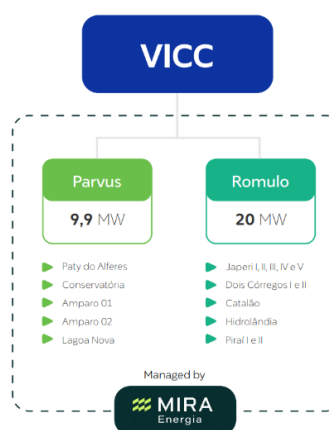 VICC
Parvus
9,9 MW
Paty do Alferes
Conservatória
Amparo 01
Amparo 02
Lagoa Nova
Romulo
20 MW
Japeri I, II, III, IV e V
Dois Córregos I e II
Catalão
Hidrolândia
Piraí I e II
Managed by
MIRA
Energia